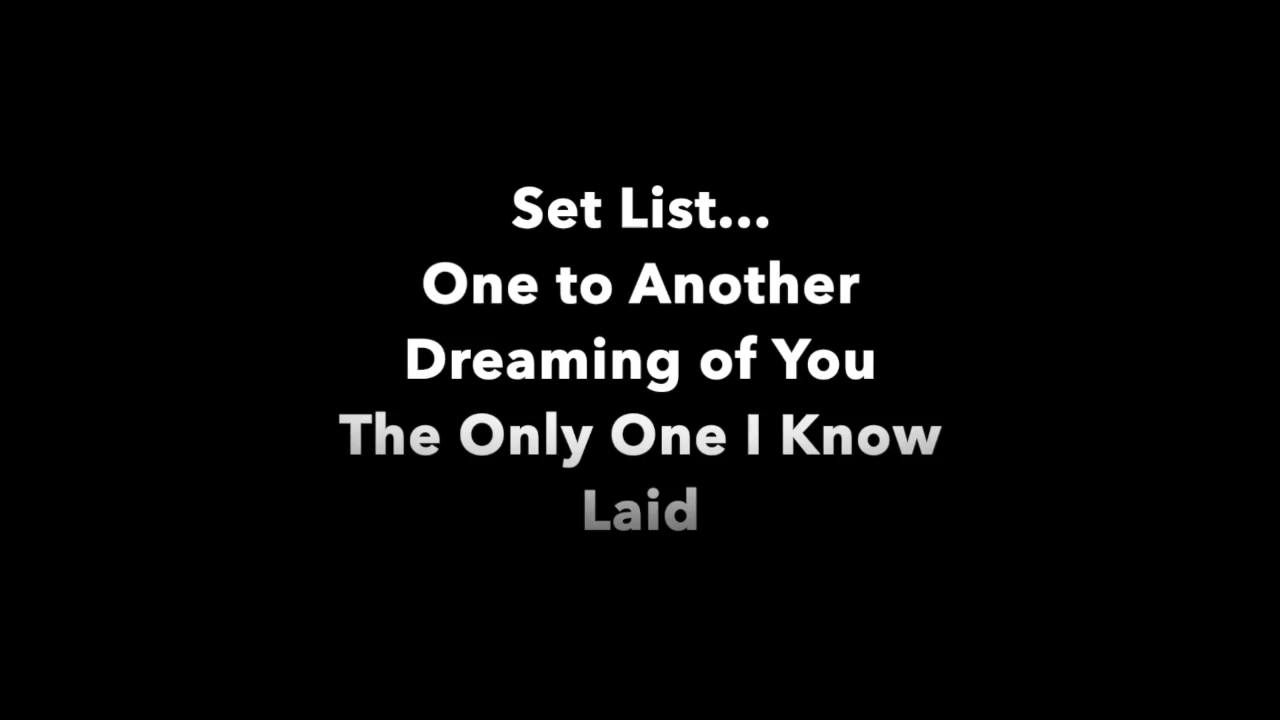 Set List...
One to Another
Dreaming of You
The Only One I Know
Laid